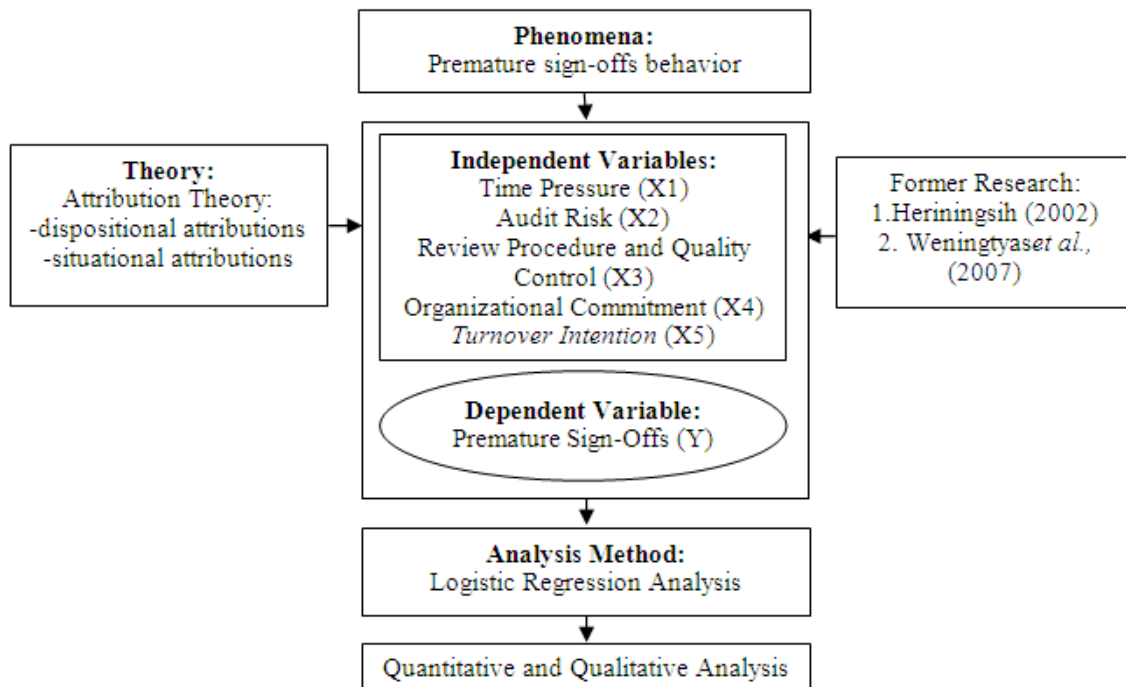 Phenomena:
Premature sign-offs behavior
Theory:
Attribution Theory:
-dispositional attributions
-situational attributions
Independent Variables:
Time Pressure (X1)
Audit Risk (X2)
Review Procedure and Quality
Control (X3)
Organizational Commitment (X4)
Turnover Intention (X5)
Dependent Variable:
Premature Sign-Offs (Y)
Former Research:
1.Heriningsih (2002)
2. Weningtyaset al.,
(2007)
Analysis Method:
Logistic Regression Analysis
Quantitative and Qualitative Analysis